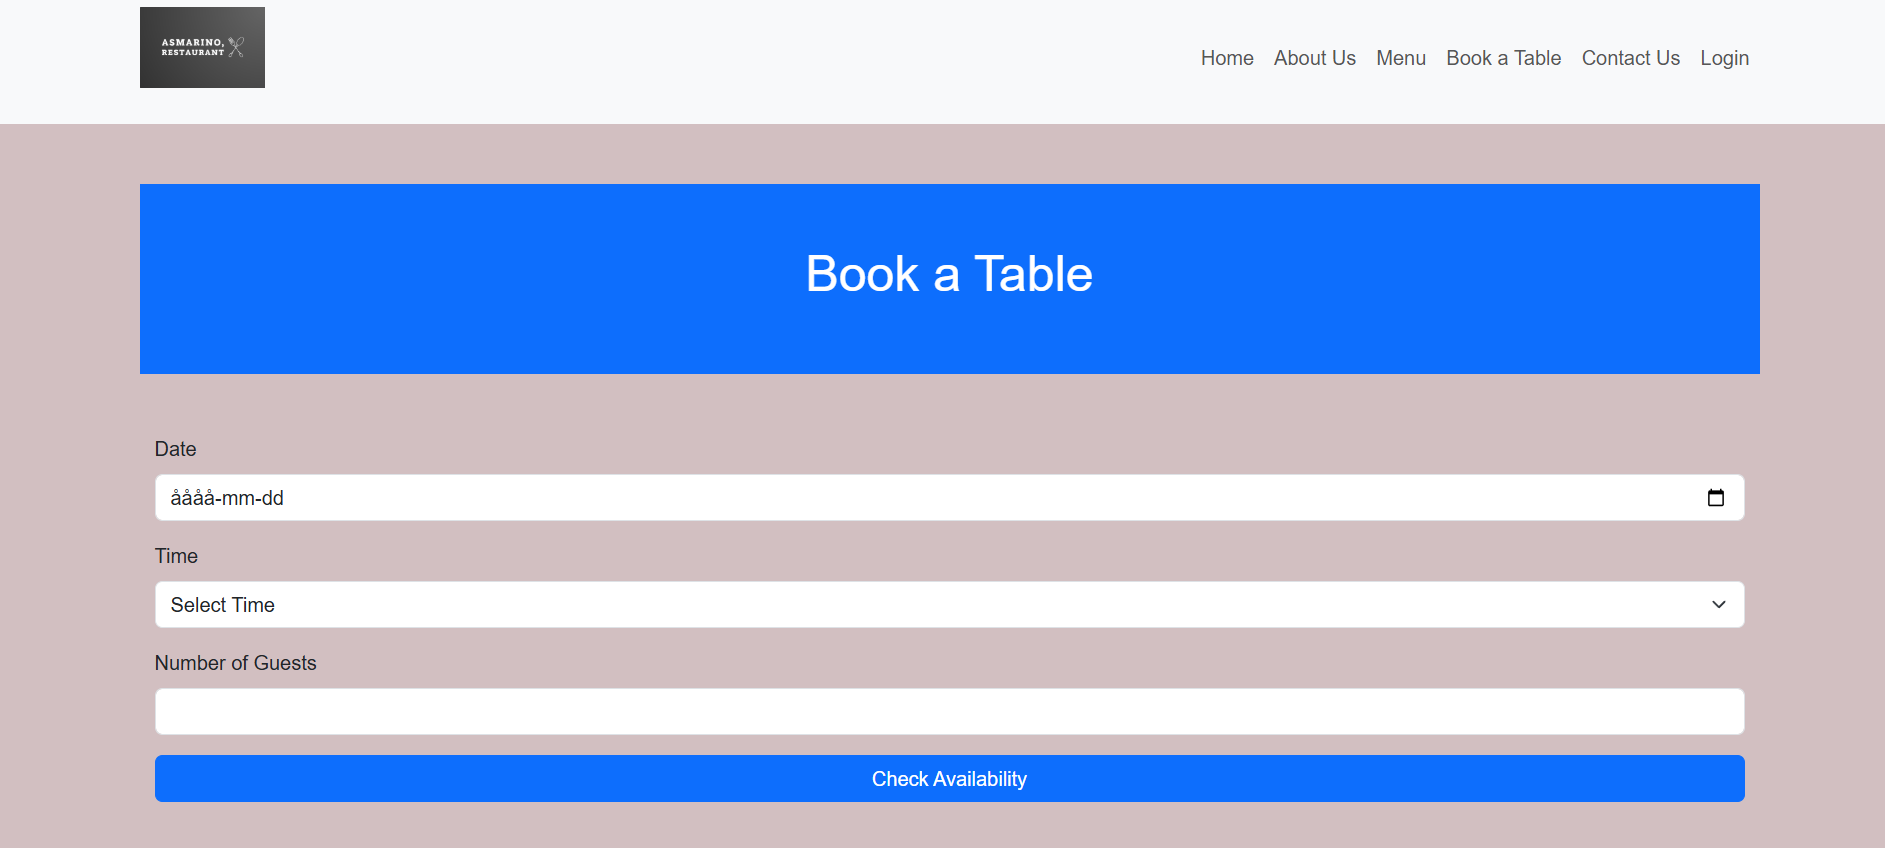 ASMARINO,
RESTAURANT
Home About Us Menu Book a Table Contact Us Login
Book a Table
Date
åååå-mm-dd
Time
Select Time
Number of Guests
Check Availability